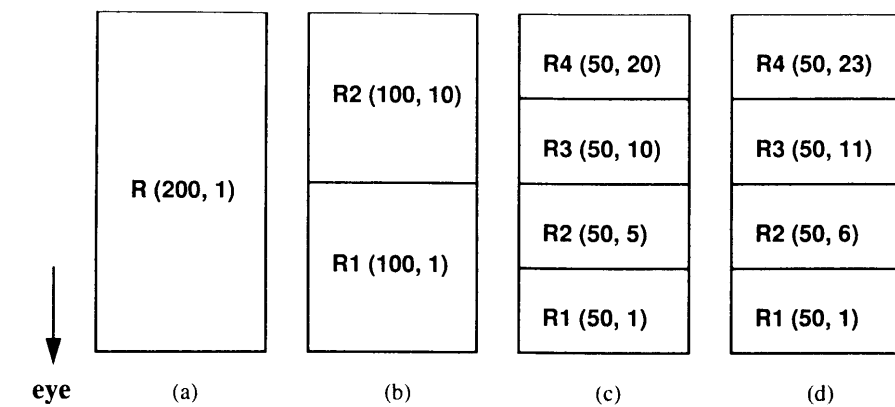 R (200, 1)
R2 (100, 10)
R1 (100, 1)
R4 (50, 20)
R3 (50, 10)
R2 (50, 5)
R1 (50, 1)
R4 (50, 23)
R3 (50, 11)
R2 (50, 6)
R1 (50, 1)
eye
(a)
(b)
(c)
(d)